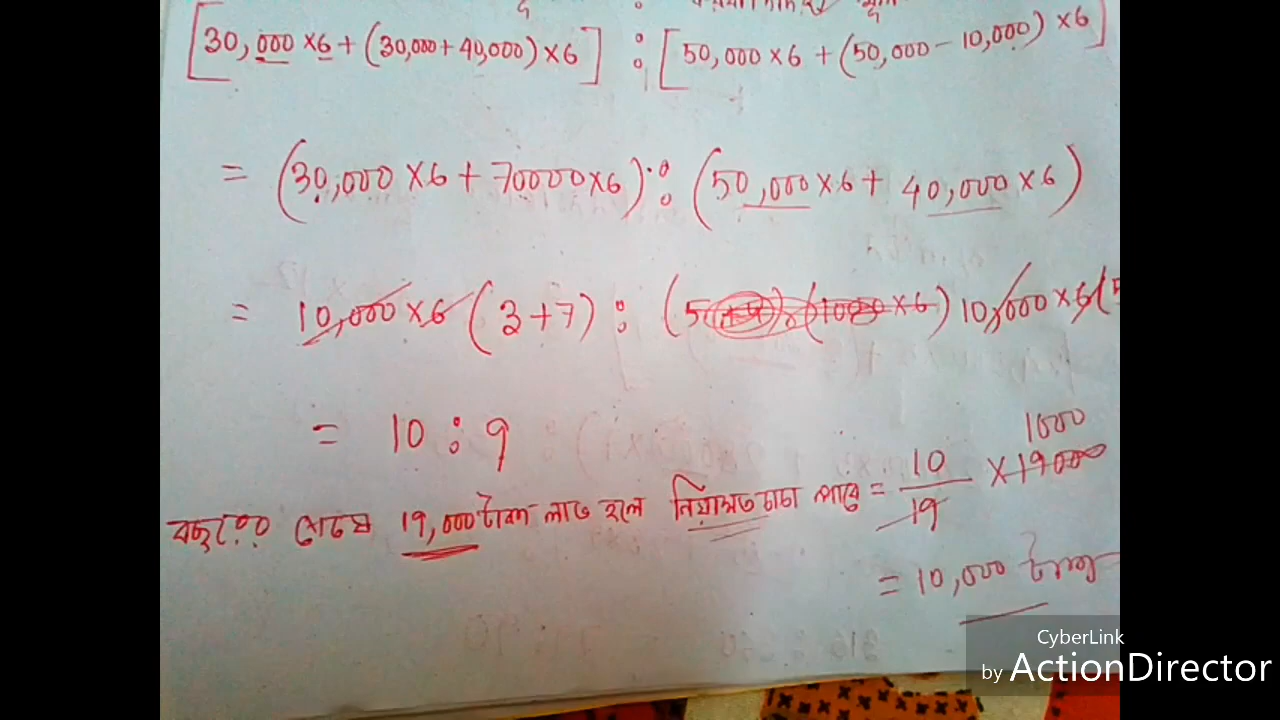 [30,000 ×6 + (30,000 + 40,000) ×6] : [50,000 ×6 + (50,000 − 10,000) ×6]
= (30,000 ×6 + 70000 ×6) : (50,000 ×6 + 40,000 ×6)
= 10,000 ×6 (3+7) : 10,000 ×6 (5
= 10 : 9
1000
বছরের শেষে 19,000 টাকা লাভ হলে নিয়ামত চাচা পাবে = 10/19 × 19000
= 10,000
CyberLink
by ActionDirector